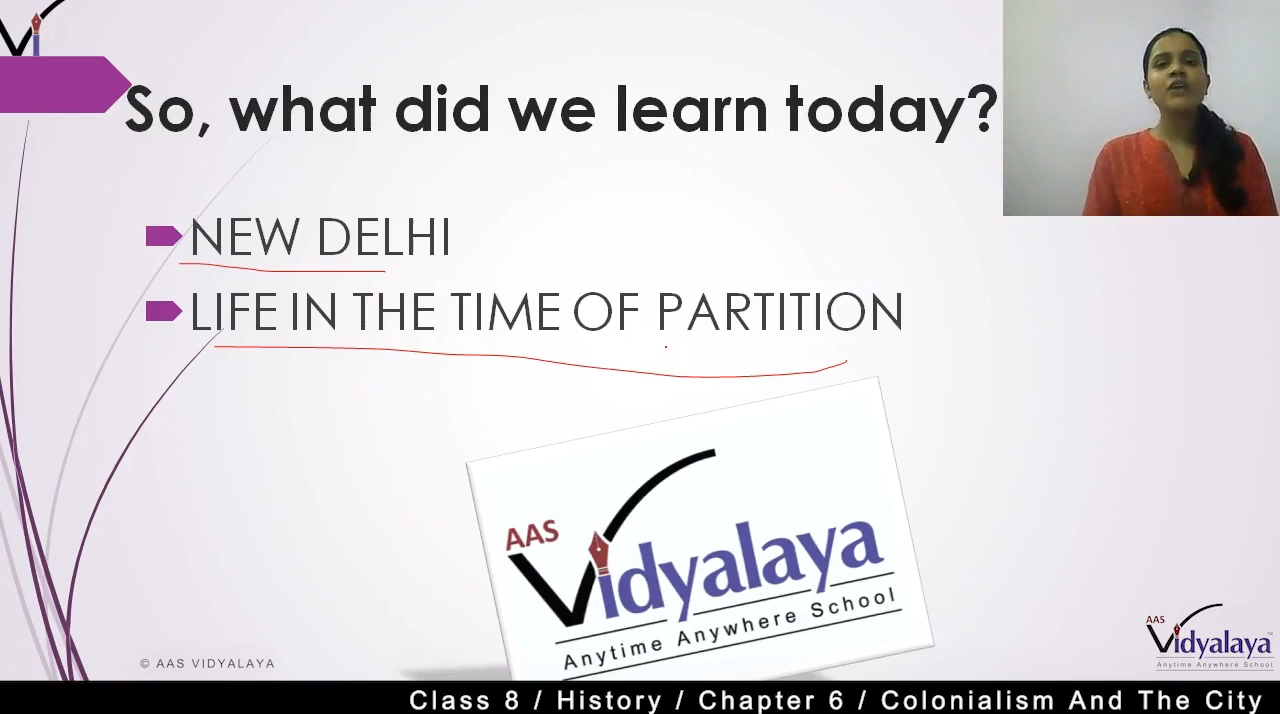 So, what did we learn today?
NEW DELHI
LIFE IN THE TIME OF PARTITION
AAS
Vidyalaya
Anytime Anywhere School
© AAS VIDYALAYA
AAS
Vidyalaya
Anytime Anywhere School
Class 8 / History / Chapter 6 / Colonialism And The City